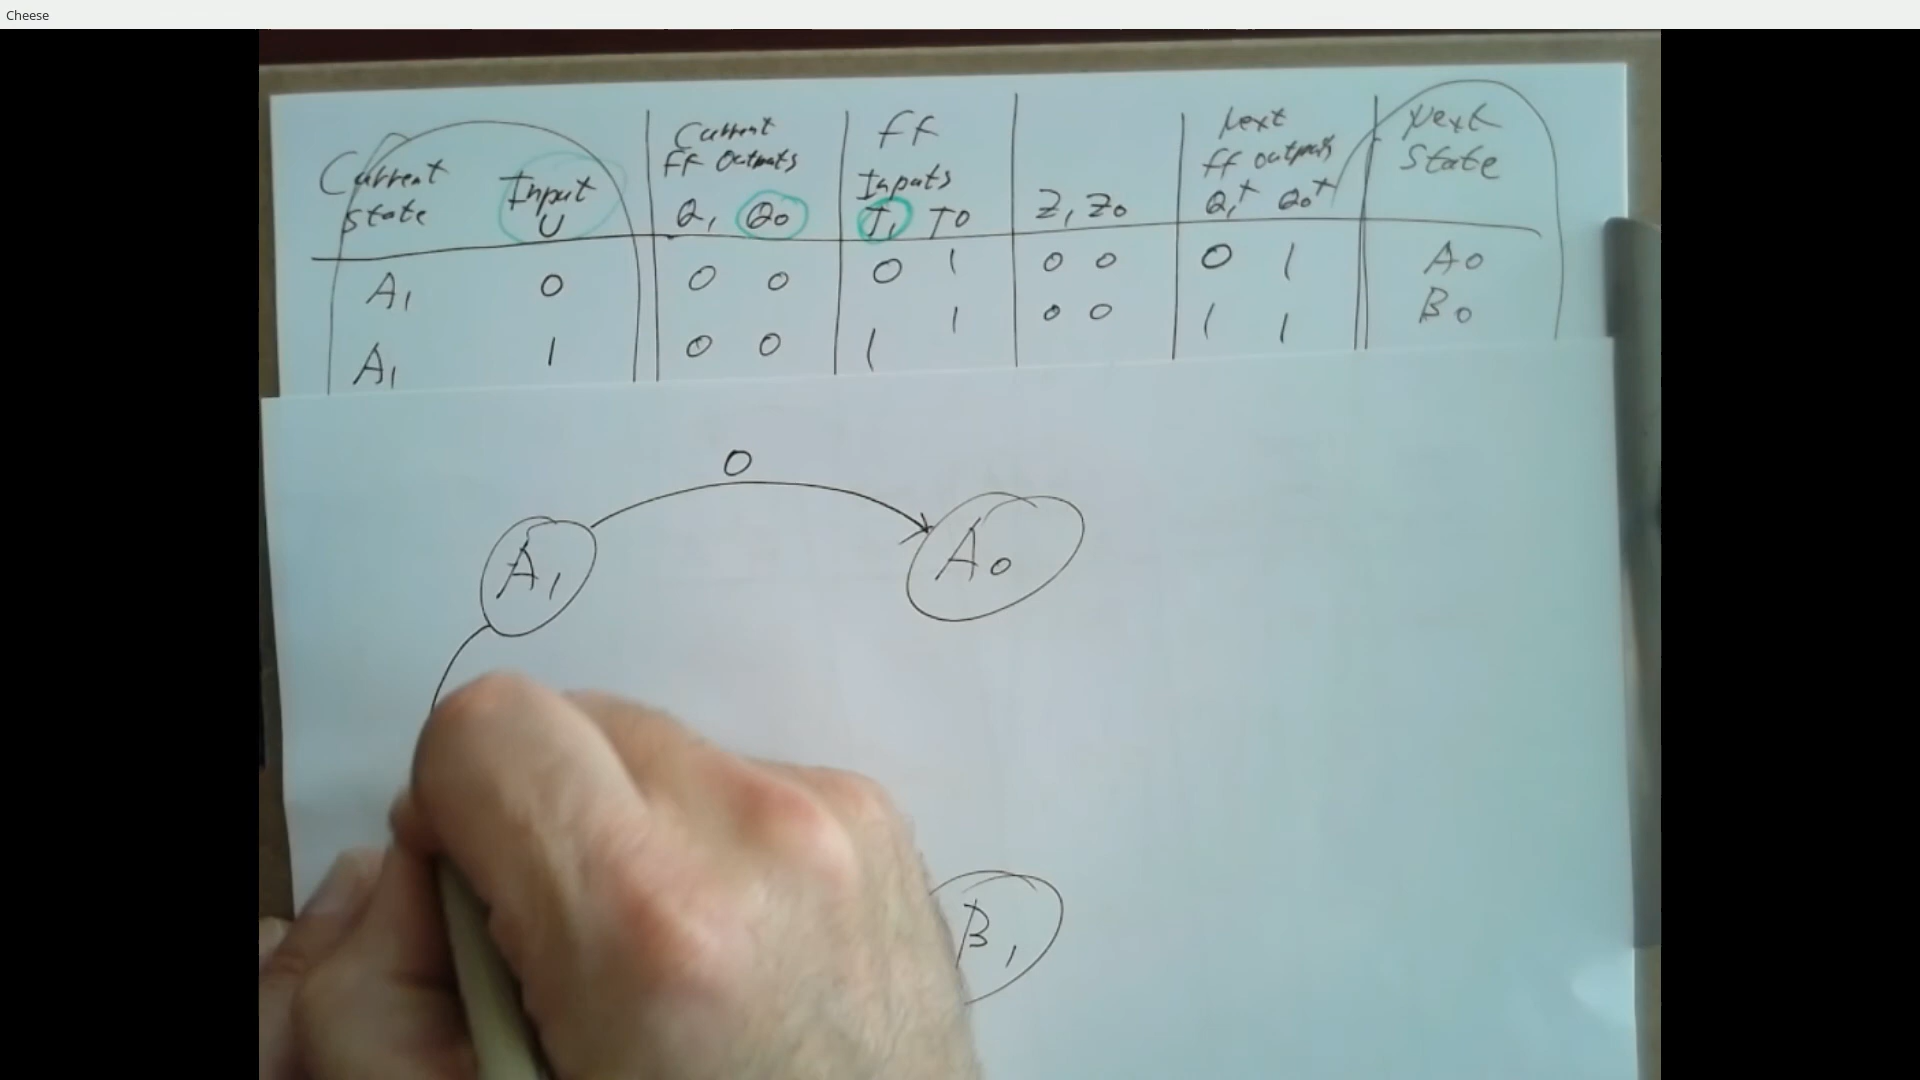 Cheese
Current state
Input U
Current FF Outputs
Q1 Q0
FF Inputs
T1 T0
Z1 Z0
Next FF outputs
Q1+ Q0+
Next State
A1 0 0 0 0 1 0 0 0 1 A0
A1 1 0 0 1 1 0 0 1 1 B0
0
A1
A0
B1